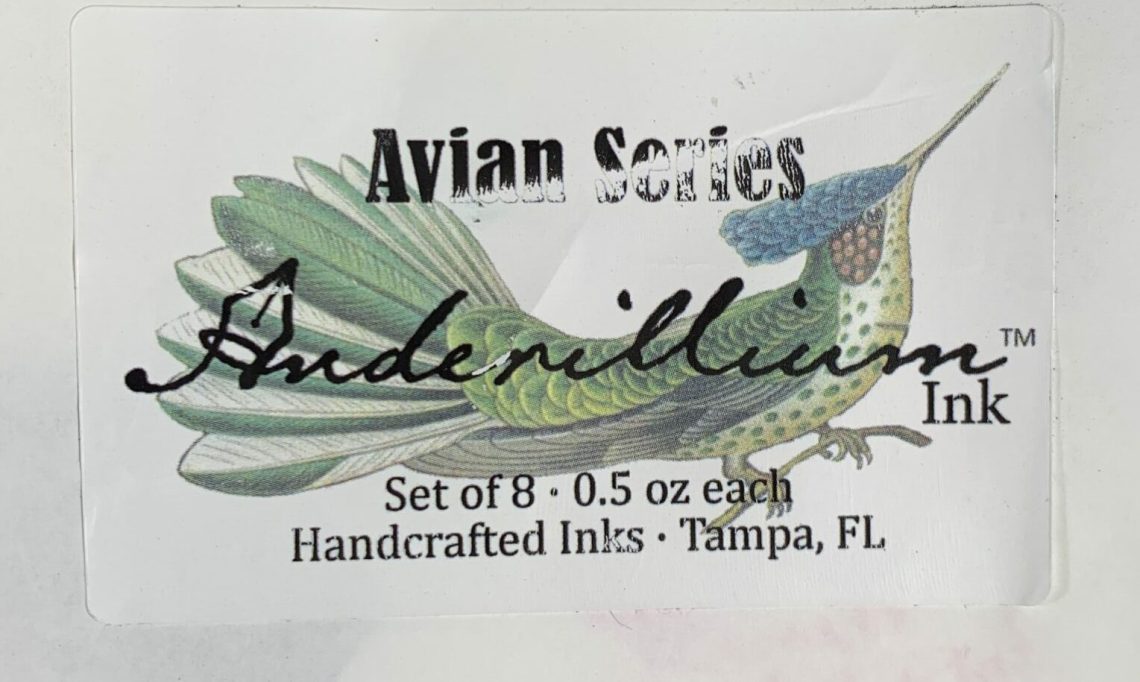 Avian Series
Anderillium™
Ink
Set of 8 · 0.5 oz each
Handcrafted Inks · Tampa, FL